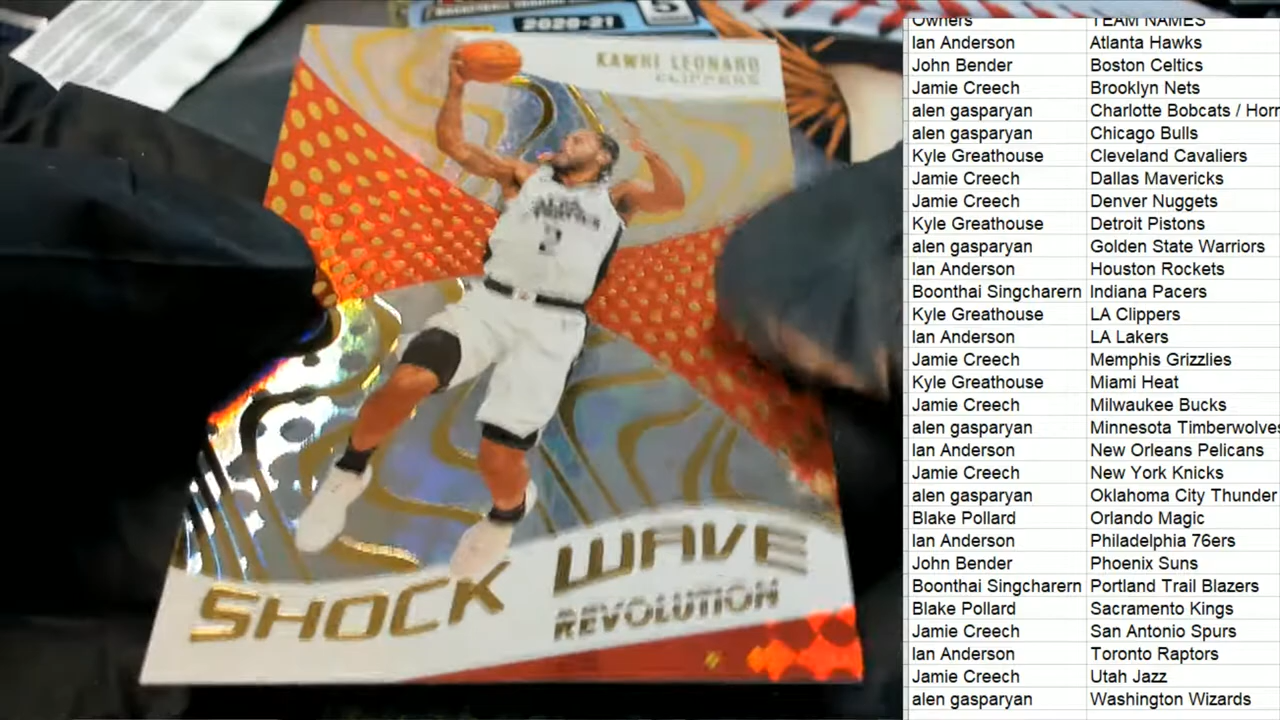 2020-21
5
KAWHI LEONARD
CLIPPERS
2
SHOCK WAVE
REVOLUTION
Owners TEAM NAMES
Ian Anderson Atlanta Hawks
John Bender Boston Celtics
Jamie Creech Brooklyn Nets
alen gasparyan Charlotte Bobcats / Horn
alen gasparyan Chicago Bulls
Kyle Greathouse Cleveland Cavaliers
Jamie Creech Dallas Mavericks
Jamie Creech Denver Nuggets
Kyle Greathouse Detroit Pistons
alen gasparyan Golden State Warriors
Ian Anderson Houston Rockets
Boonthai Singcharern Indiana Pacers
Kyle Greathouse LA Clippers
Ian Anderson LA Lakers
Jamie Creech Memphis Grizzlies
Kyle Greathouse Miami Heat
Jamie Creech Milwaukee Bucks
alen gasparyan Minnesota Timberwolves
Ian Anderson New Orleans Pelicans
Jamie Creech New York Knicks
alen gasparyan Oklahoma City Thunder
Blake Pollard Orlando Magic
Ian Anderson Philadelphia 76ers
John Bender Phoenix Suns
Boonthai Singcharern Portland Trail Blazers
Blake Pollard Sacramento Kings
Jamie Creech San Antonio Spurs
Ian Anderson Toronto Raptors
Jamie Creech Utah Jazz
alen gasparyan Washington Wizards